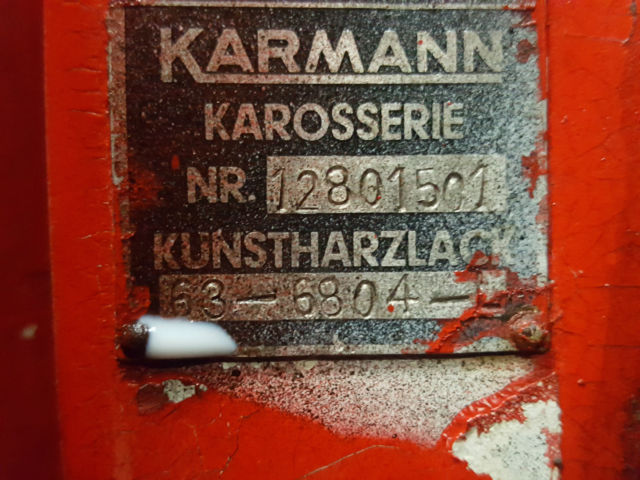 KARMANN
KAROSSERIE
NR. 12801501
KUNSTHARZLACK
63-6804-